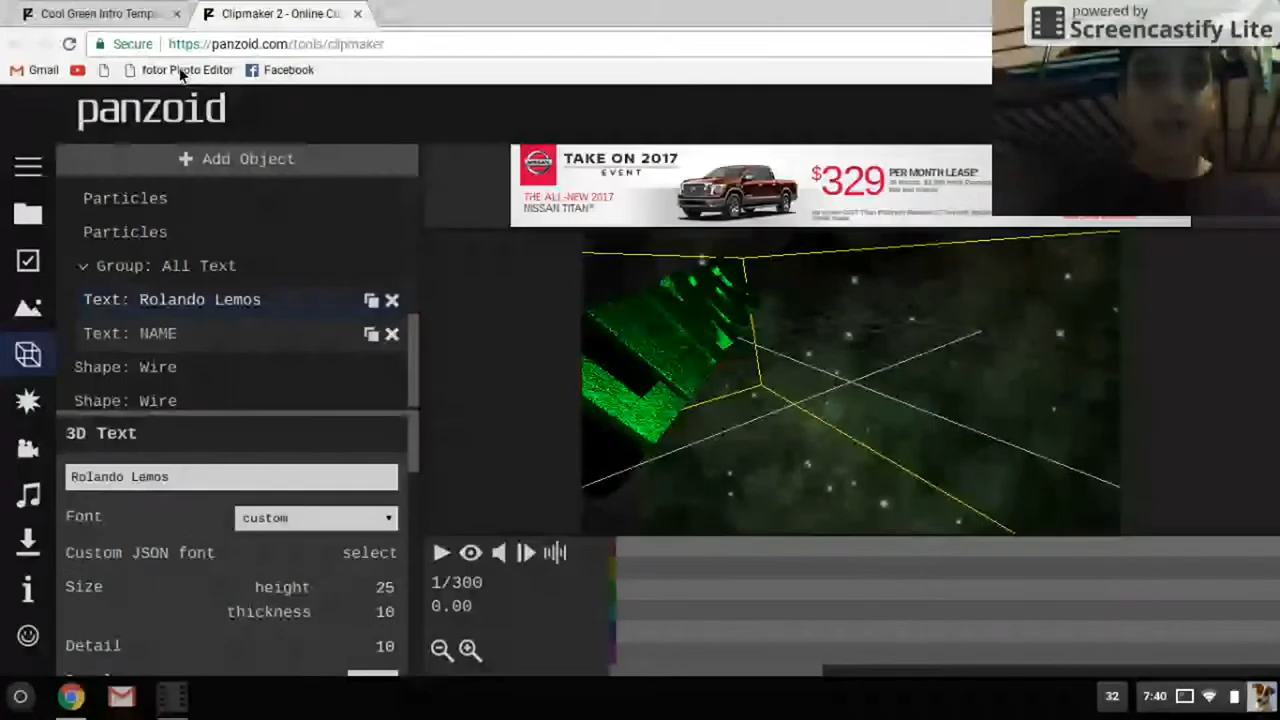 Cool Green Intro Temp
Clipmaker 2 - Online Cu
powered by
Screencastify Lite
Secure
https://panzoid.com/tools/clipmaker
Gmail
fotor Photo Editor
Facebook
panzoid
Add Object
TAKE ON 2017
EVENT
THE ALL-NEW 2017
NISSAN TITAN®
$329
PER MONTH LEASE*
Particles
Particles
Group: All Text
Text: Rolando Lemos
Text: NAME
Shape: Wire
Shape: Wire
3D Text
Rolando Lemos
Font
custom
Custom JSON font
select
Size
height
25
thickness
10
Detail
10
1/300
0.00
32
7:40